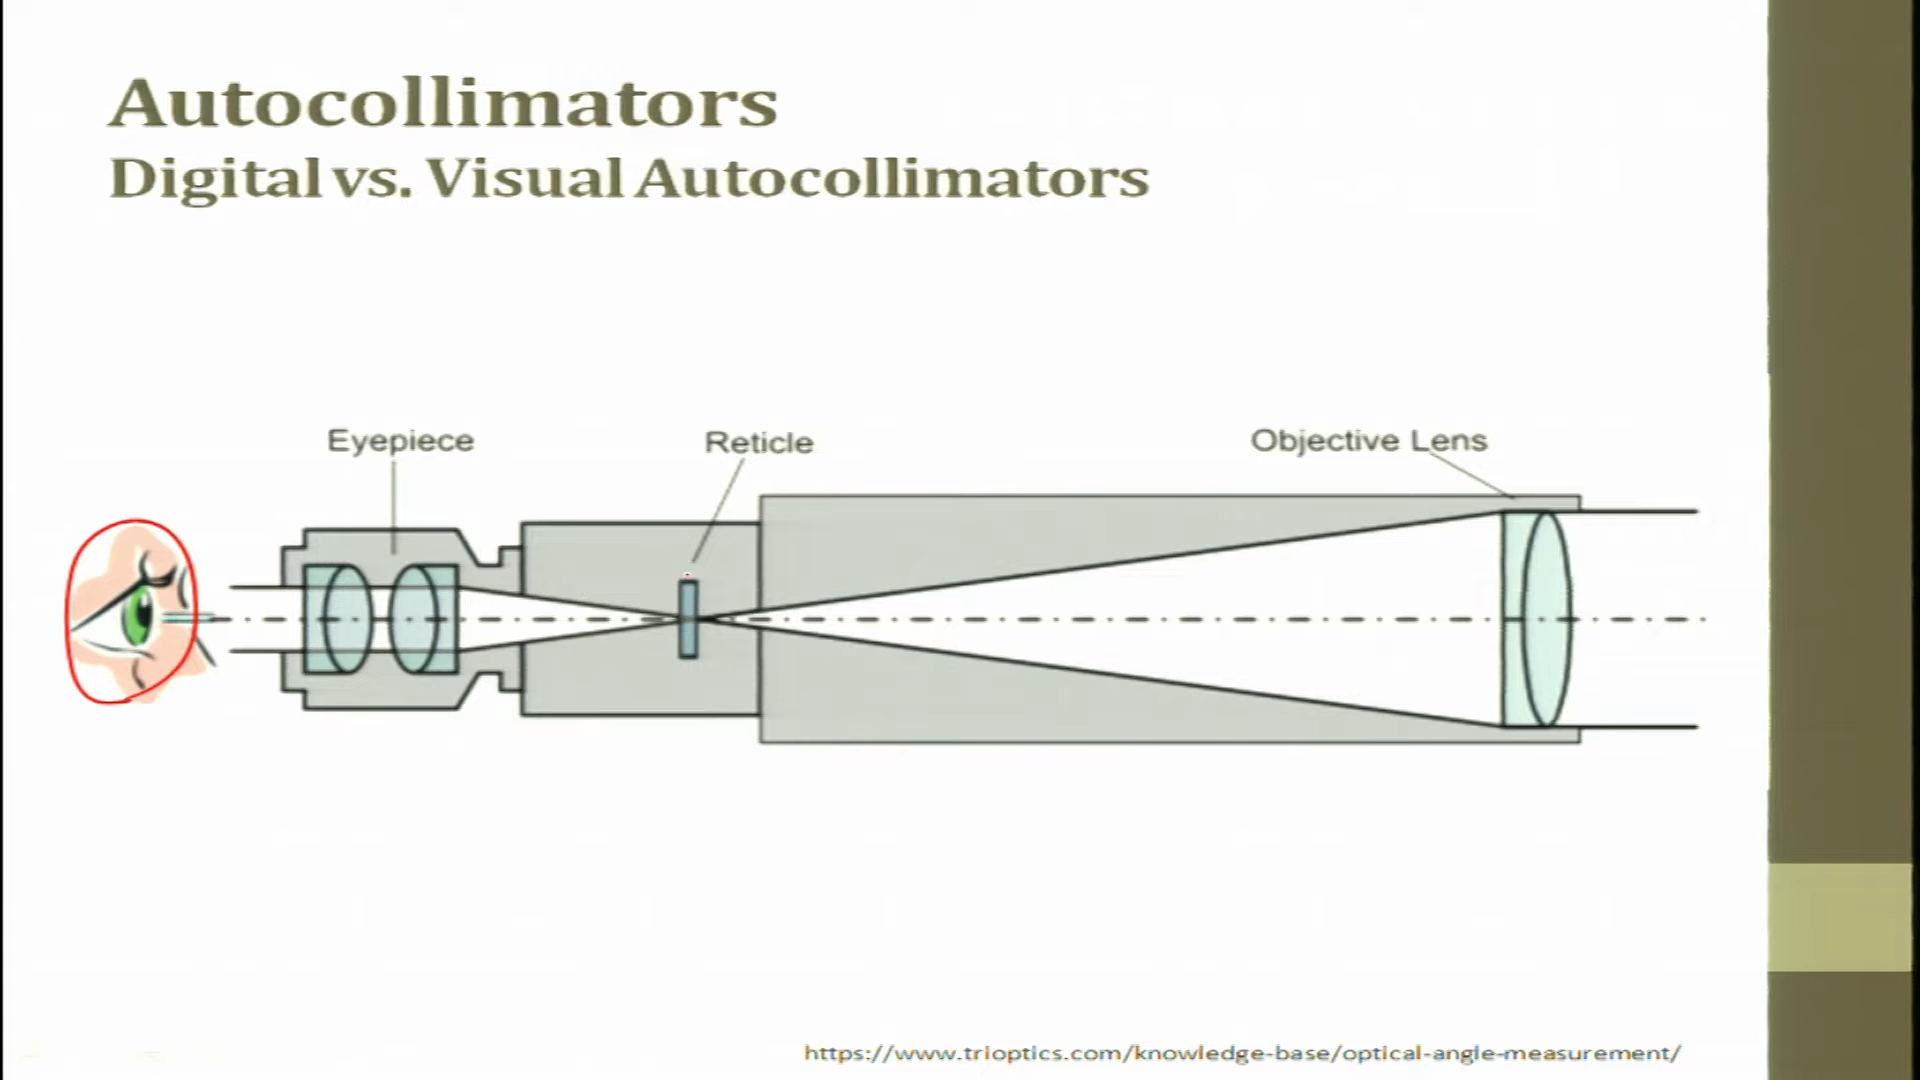 Autocollimators
Digital vs. Visual Autocollimators
Eyepiece
Reticle
Objective Lens
https://www.trioptics.com/knowledge-base/optical-angle-measurement/